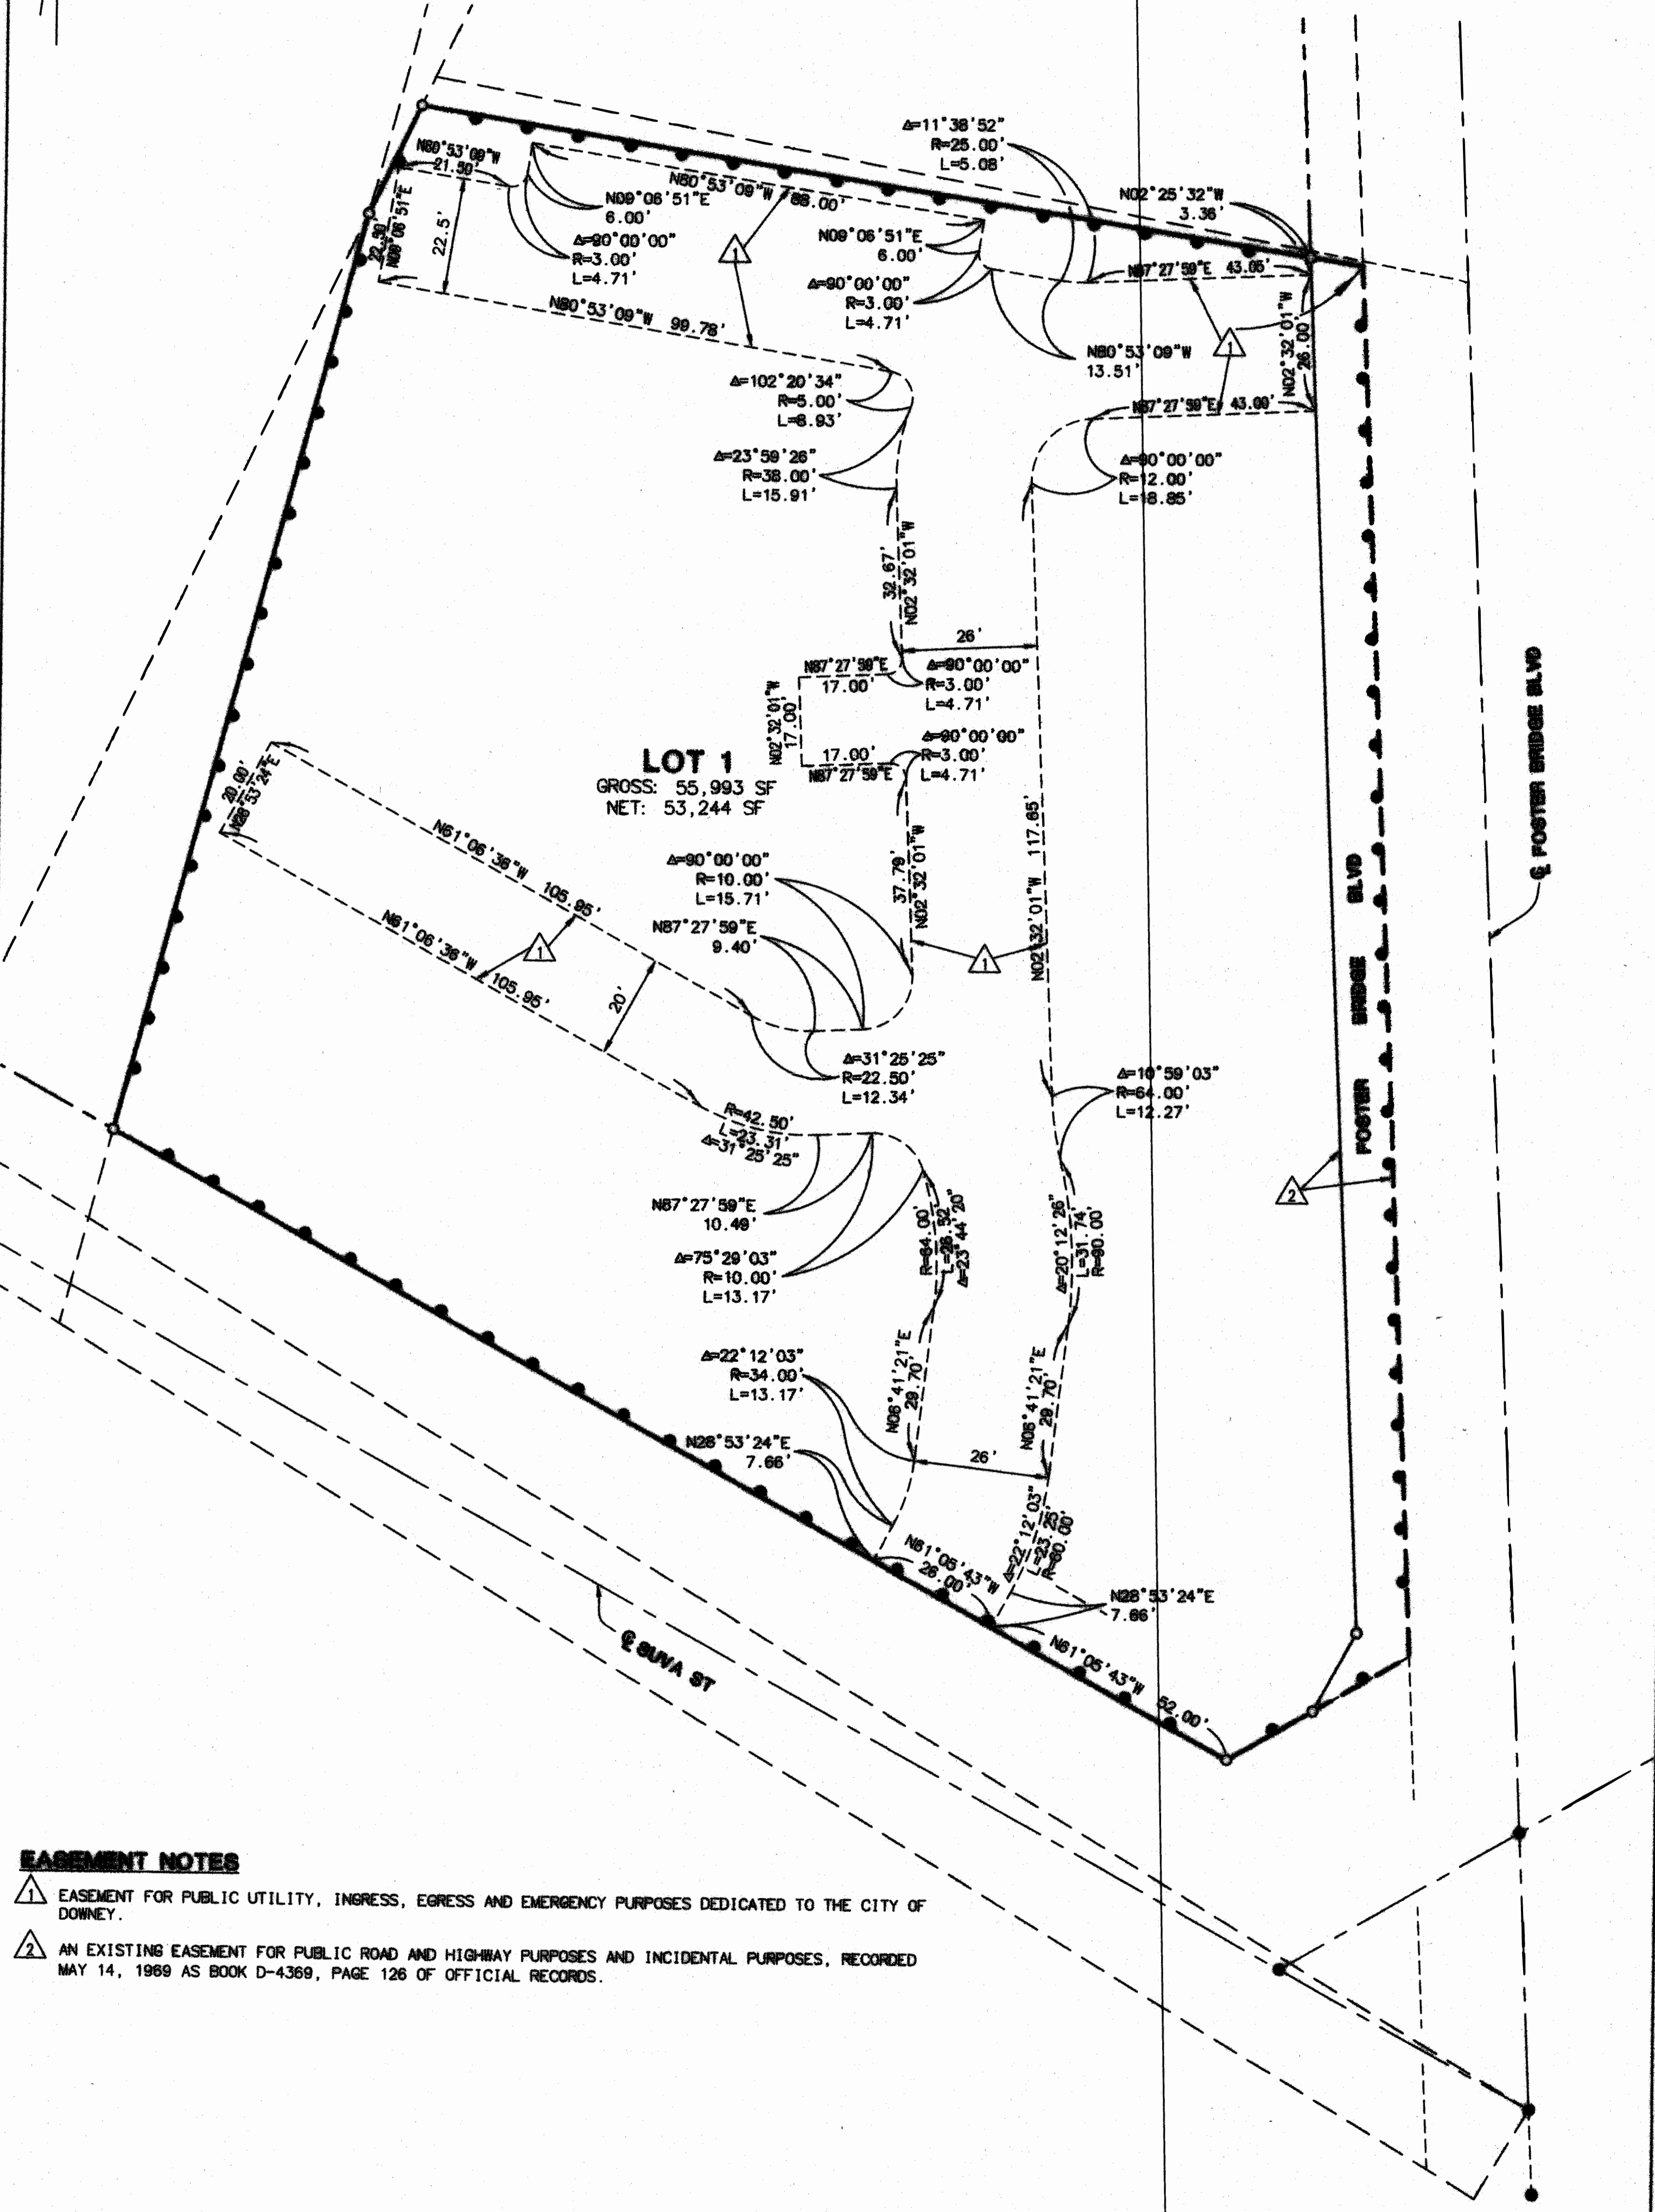 Δ=11°38'52"
R=25.00'
L=5.08'
N80°53'09"W
21.50'
N80°53'09"W 88.00'
N02°25'32"W
3.36'
22.50'
N09°06'51"E
22.5'
N09°06'51"E
6.00'
Δ=90°00'00"
R=3.00'
L=4.71'
N09°06'51"E
6.00'
N87°27'59"E 43.05'
Δ=90°00'00"
R=3.00'
L=4.71'
1
N80°53'09"W 99.78'
N02°32'01"W
26.00'
1
N80°53'09"W
13.51'
Δ=102°20'34"
R=5.00'
L=8.93'
N87°27'59"E 43.00'
Δ=23°59'26"
R=38.00'
L=15.91'
Δ=90°00'00"
R=12.00'
L=18.85'
32.67'
N02°32'01"W
26'
N87°27'59"E
17.00'
Δ=90°00'00"
R=3.00'
L=4.71'
N02°32'01"W
17.00'
17.00'
N87°27'59"E
Δ=90°00'00"
R=3.00'
L=4.71'
LOT 1
GROSS: 55,993 SF
NET: 53,244 SF
℄ FOSTER BRIDGE BLVD
20.00'
N28°53'24"E
N61°06'36"W 105.95'
N61°06'36"W 105.95'
1
20'
Δ=90°00'00"
R=10.00'
L=15.71'
N87°27'59"E
9.40'
37.79'
N02°32'01"W
1
N02°32'01"W 117.65'
FOSTER BRIDGE BLVD
Δ=31°25'25"
R=22.50'
L=12.34'
Δ=10°59'03"
R=64.00'
L=12.27'
R=42.50'
L=23.31'
Δ=31°25'25"
2
N87°27'59"E
10.49'
Δ=75°29'03"
R=10.00'
L=13.17'
R=64.00'
L=26.52'
Δ=23°44'20"
Δ=20°12'26"
L=31.74'
R=90.00'
Δ=22°12'03"
R=34.00'
L=13.17'
N06°41'21"E
29.70'
N06°41'21"E
29.70'
N28°53'24"E
7.66'
26'
Δ=22°12'03"
L=23.25'
R=60.00'
N61°05'43"W
26.00'
N28°53'24"E
7.66'
N61°05'43"W 52.00'
℄ SUVA ST
EASEMENT NOTES
1 EASEMENT FOR PUBLIC UTILITY, INGRESS, EGRESS AND EMERGENCY PURPOSES DEDICATED TO THE CITY OF
DOWNEY.
2 AN EXISTING EASEMENT FOR PUBLIC ROAD AND HIGHWAY PURPOSES AND INCIDENTAL PURPOSES, RECORDED
MAY 14, 1969 AS BOOK D-4369, PAGE 126 OF OFFICIAL RECORDS.